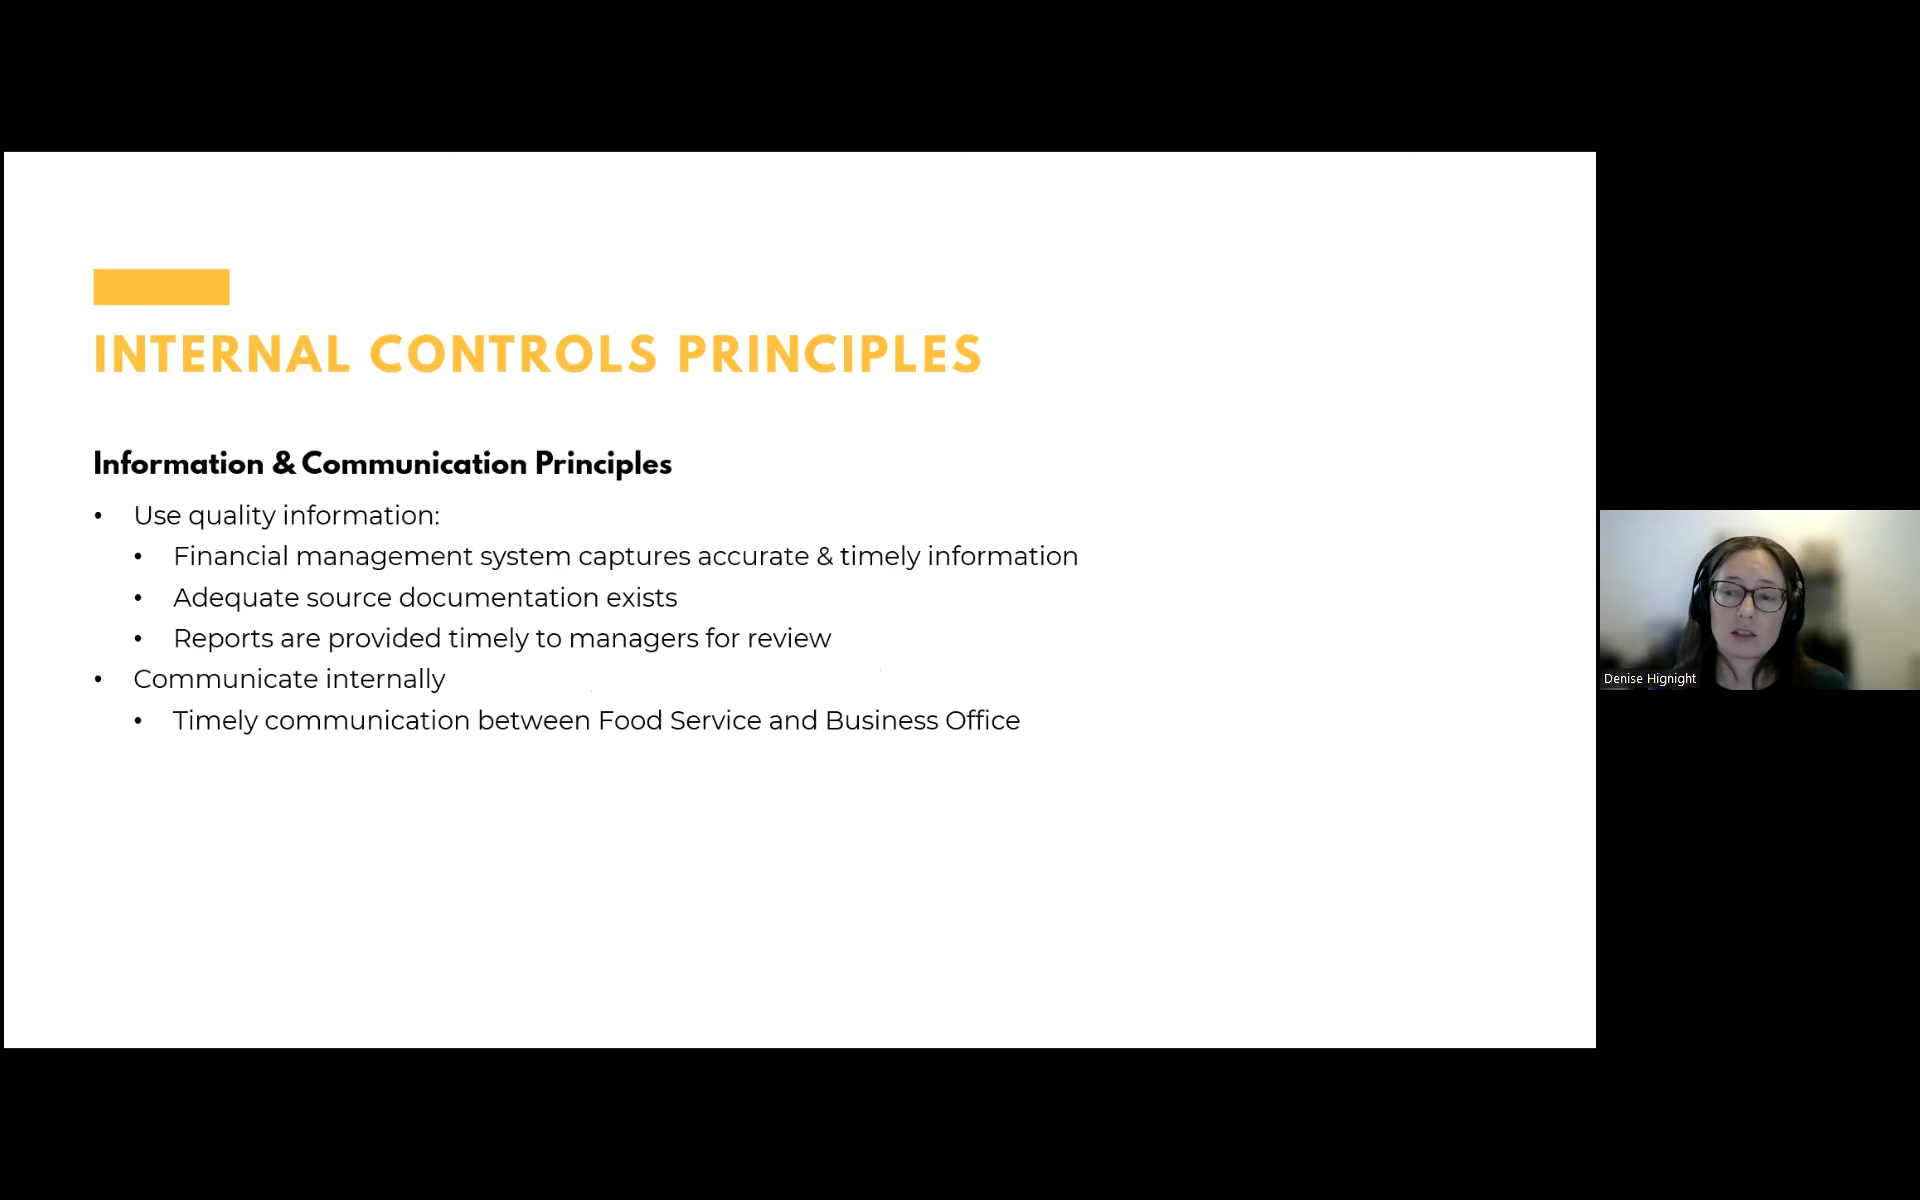 INTERNAL CONTROLS PRINCIPLES
Information & Communication Principles
• Use quality information:
• Financial management system captures accurate & timely information
• Adequate source documentation exists
• Reports are provided timely to managers for review
• Communicate internally
• Timely communication between Food Service and Business Office
Denise Hignight